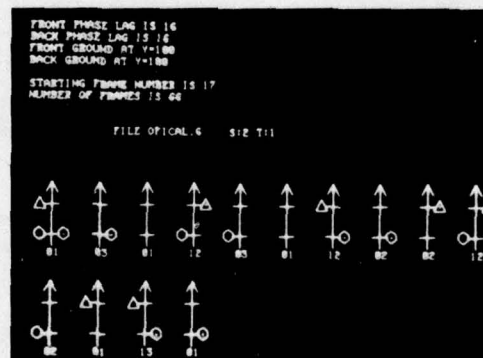 FRONT PHASE LAG IS 16
BACK PHASE LAG IS 16
FRONT GROUND AT Y=100
BACK GROUND AT Y=100
STARTING FRAME NUMBER IS 17
NUMBER OF FRAMES IS 66
FILE OPICAL.G S:2 T:1
01 03 01 12 03 01 12 02 02 12
02 01 13 01